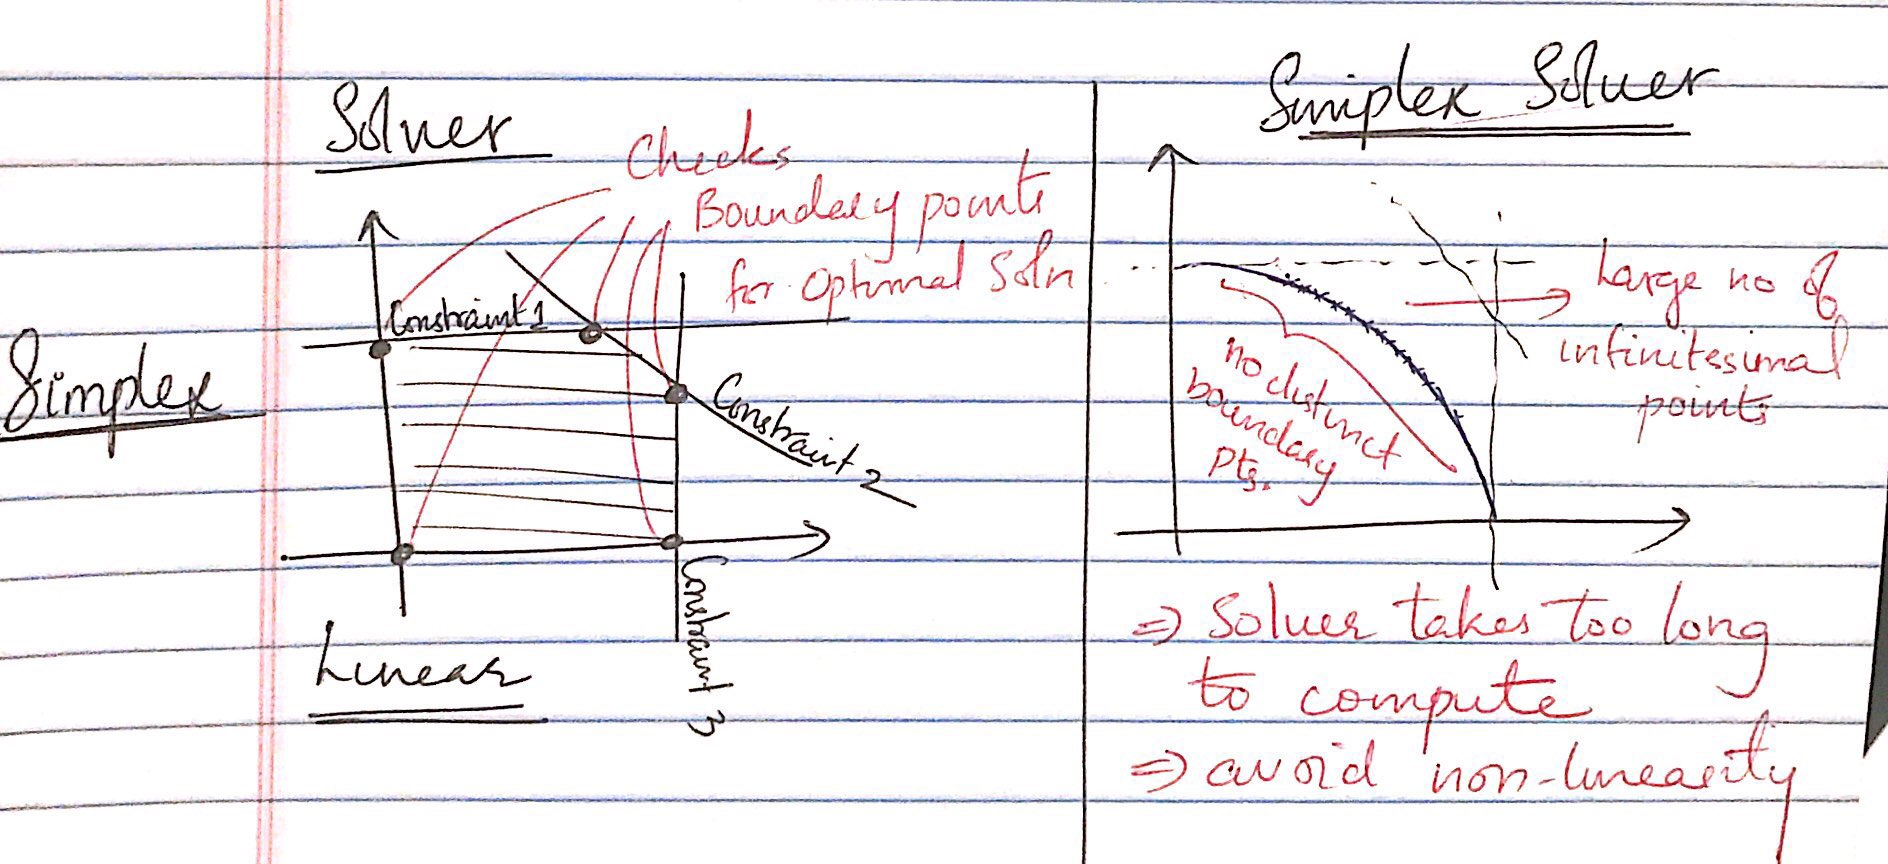 Solver
Checks
Boundary points
for optimal Soln
Constraint 1
Simplex
Constraint 2
Constraint 3
Linear
Simplex Solver
Large no of
infinitessimal
points
no distinct
boundary
pts.
=> Solver takes too long
to compute
=> avoid non-linearity